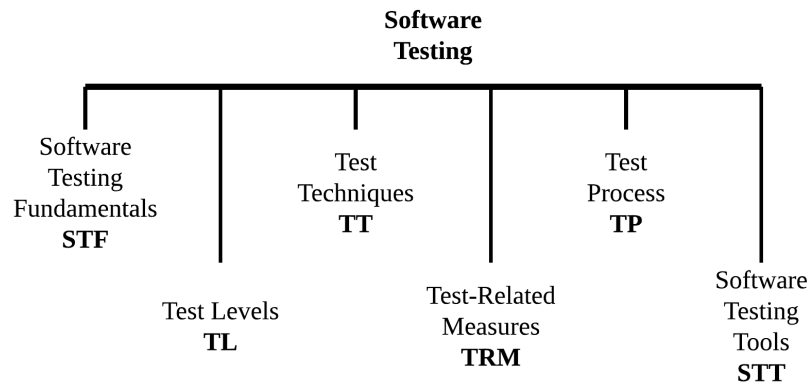 Software
Testing
Software
Testing
Fundamentals
STF
Test Levels
TL
Test
Techniques
TT
Test-Related
Measures
TRM
Test
Process
TP
Software
Testing
Tools
STT